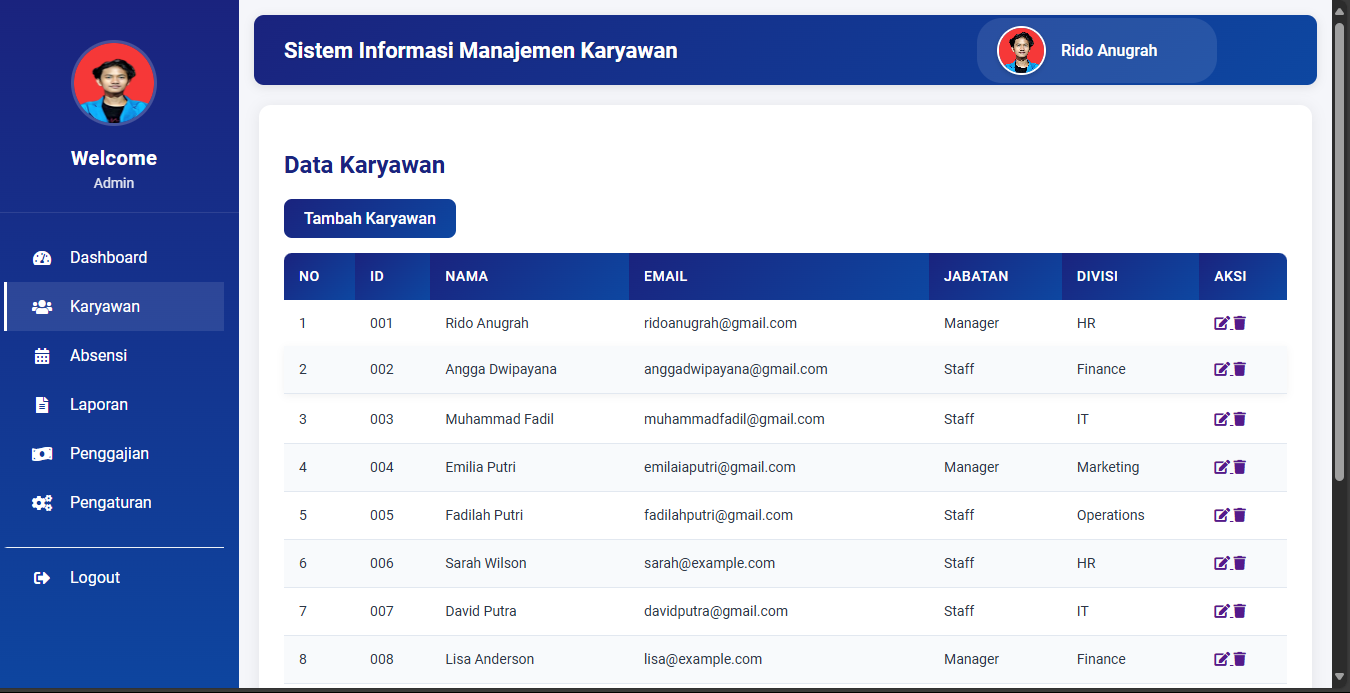 Welcome
Admin
Dashboard
Karyawan
Absensi
Laporan
Penggajian
Pengaturan
Logout
Sistem Informasi Manajemen Karyawan
Rido Anugrah
Data Karyawan
Tambah Karyawan
NO ID NAMA EMAIL JABATAN DIVISI AKSI
1 001 Rido Anugrah ridoanugrah@gmail.com Manager HR
2 002 Angga Dwipayana anggadwipayana@gmail.com Staff Finance
3 003 Muhammad Fadil muhammadfadil@gmail.com Staff IT
4 004 Emilia Putri emilaiaputri@gmail.com Manager Marketing
5 005 Fadilah Putri fadilahputri@gmail.com Staff Operations
6 006 Sarah Wilson sarah@example.com Staff HR
7 007 David Putra davidputra@gmail.com Staff IT
8 008 Lisa Anderson lisa@example.com Manager Finance